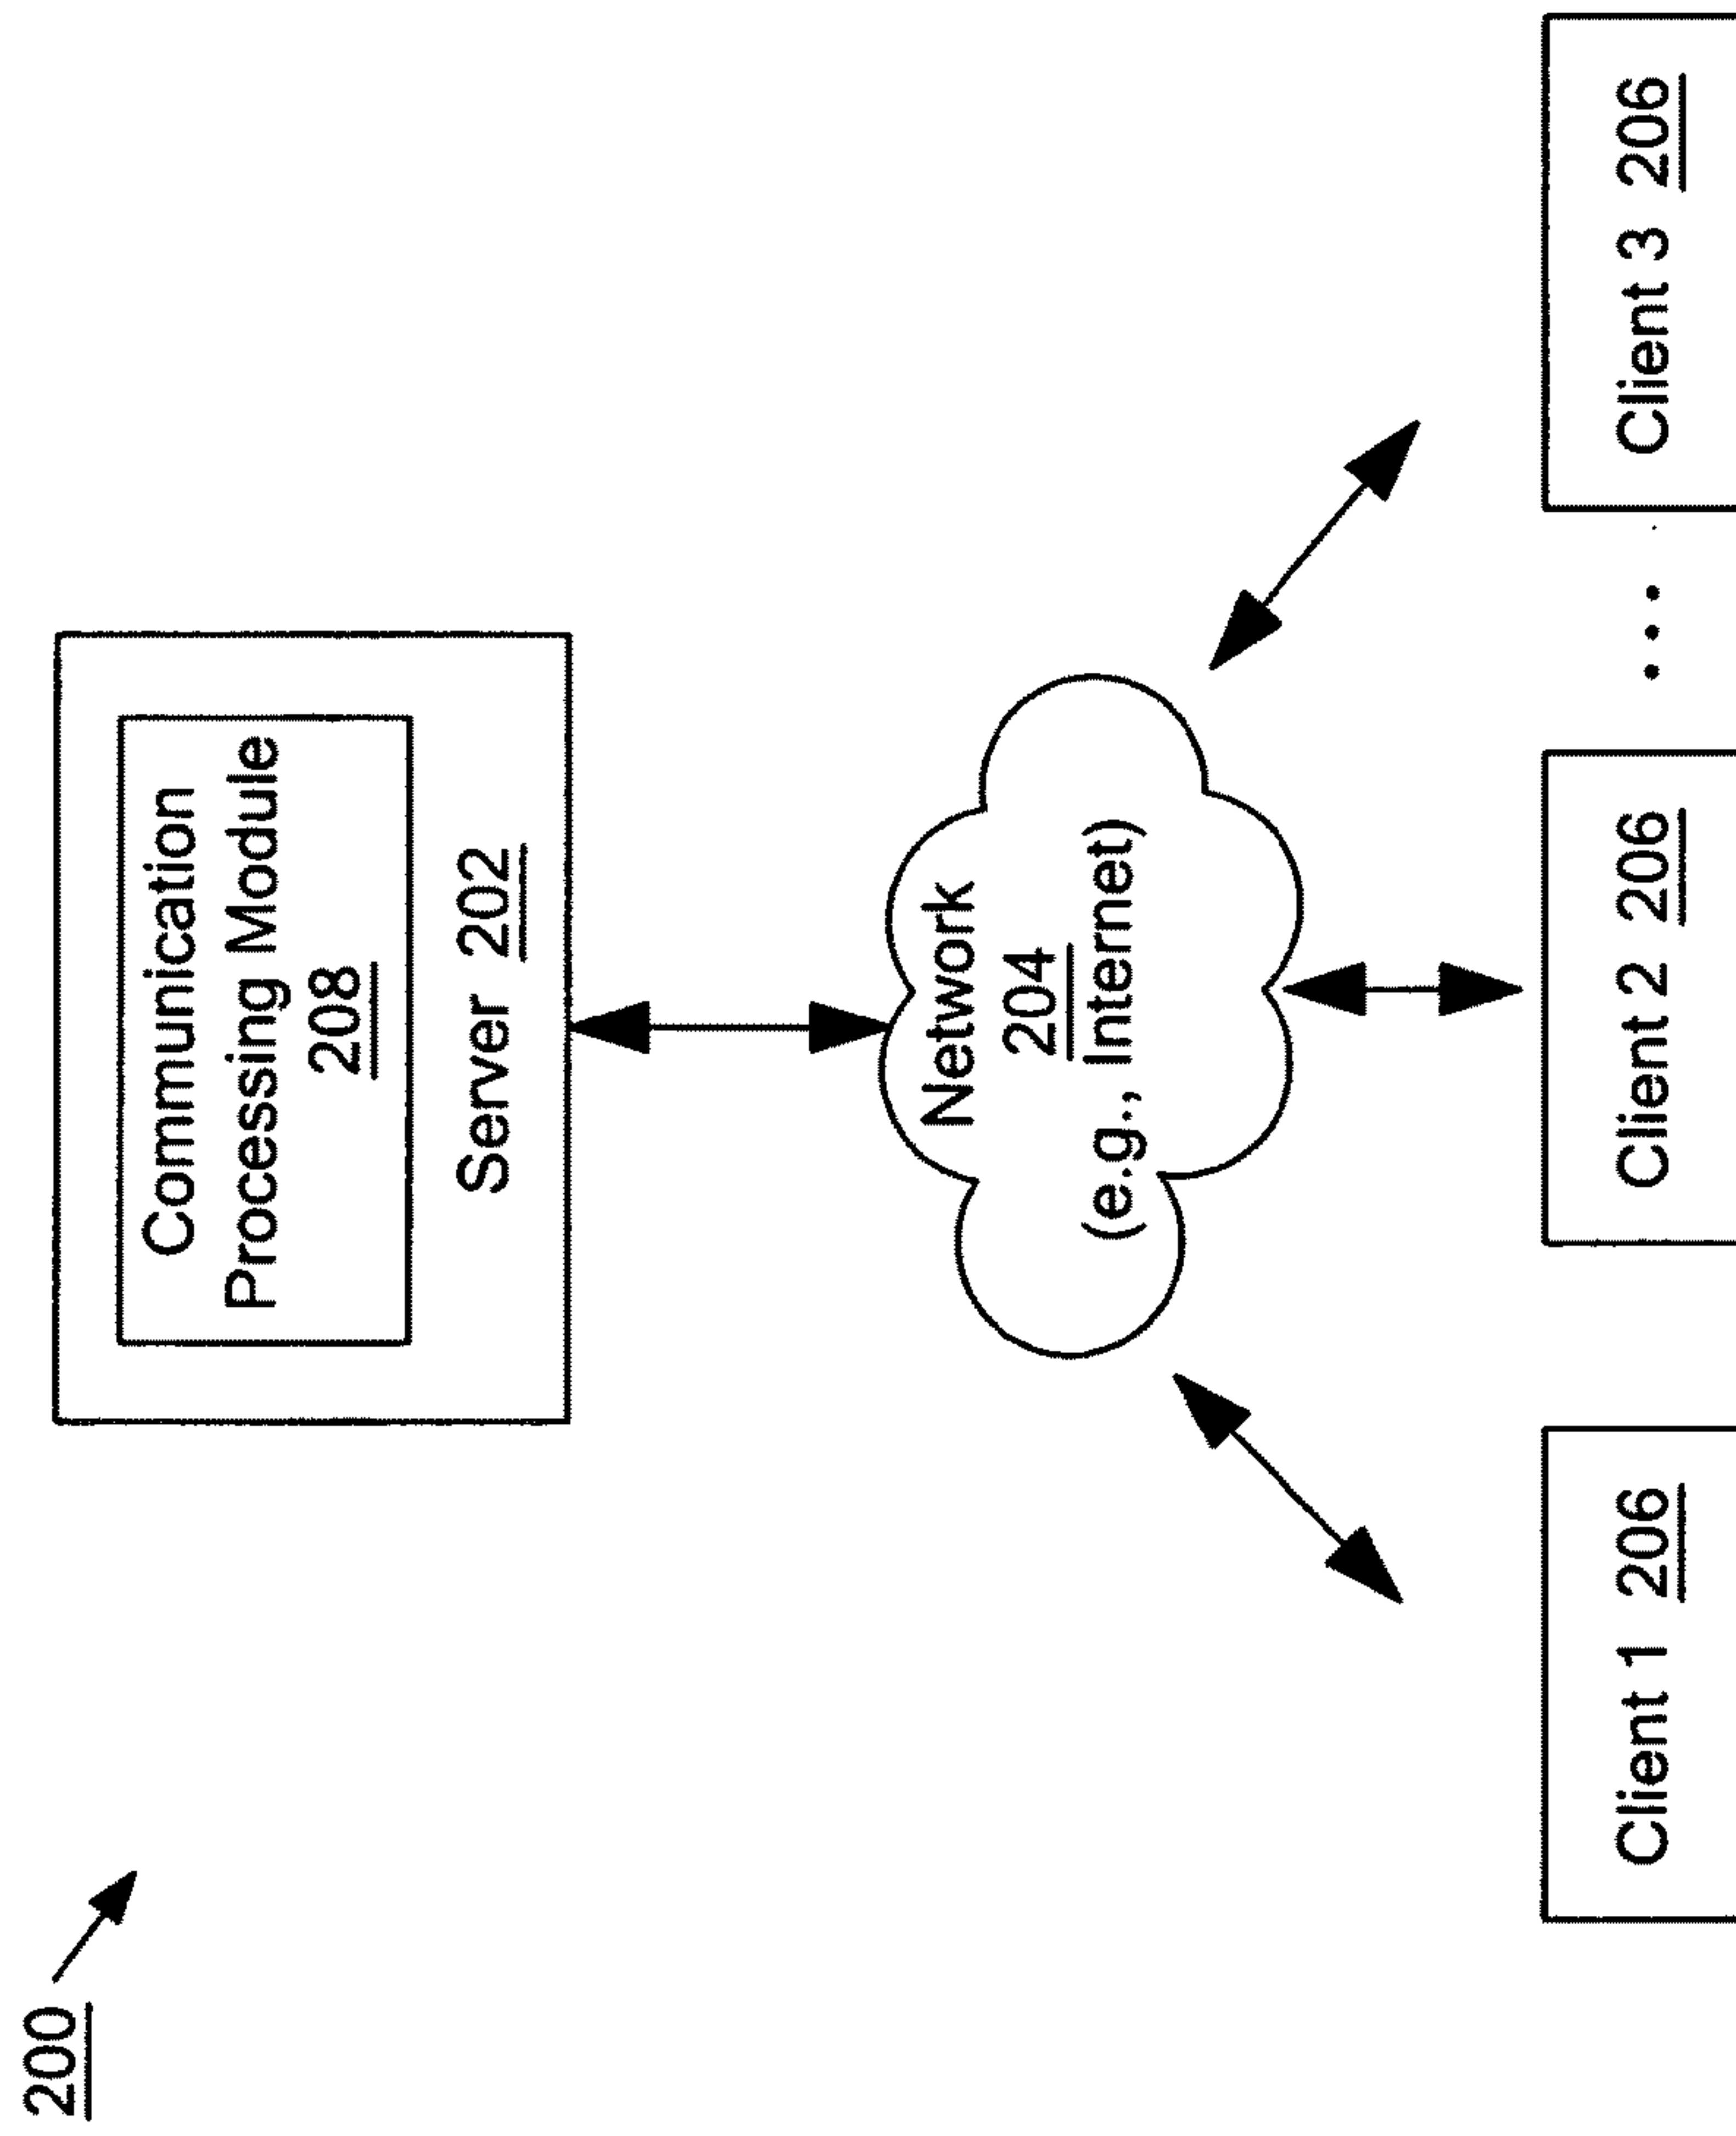 200
Communication
Processing Module
208
Server 202
Network
204
(e.g., Internet)
Client 1 206
Client 2 206
. . .
Client 3 206